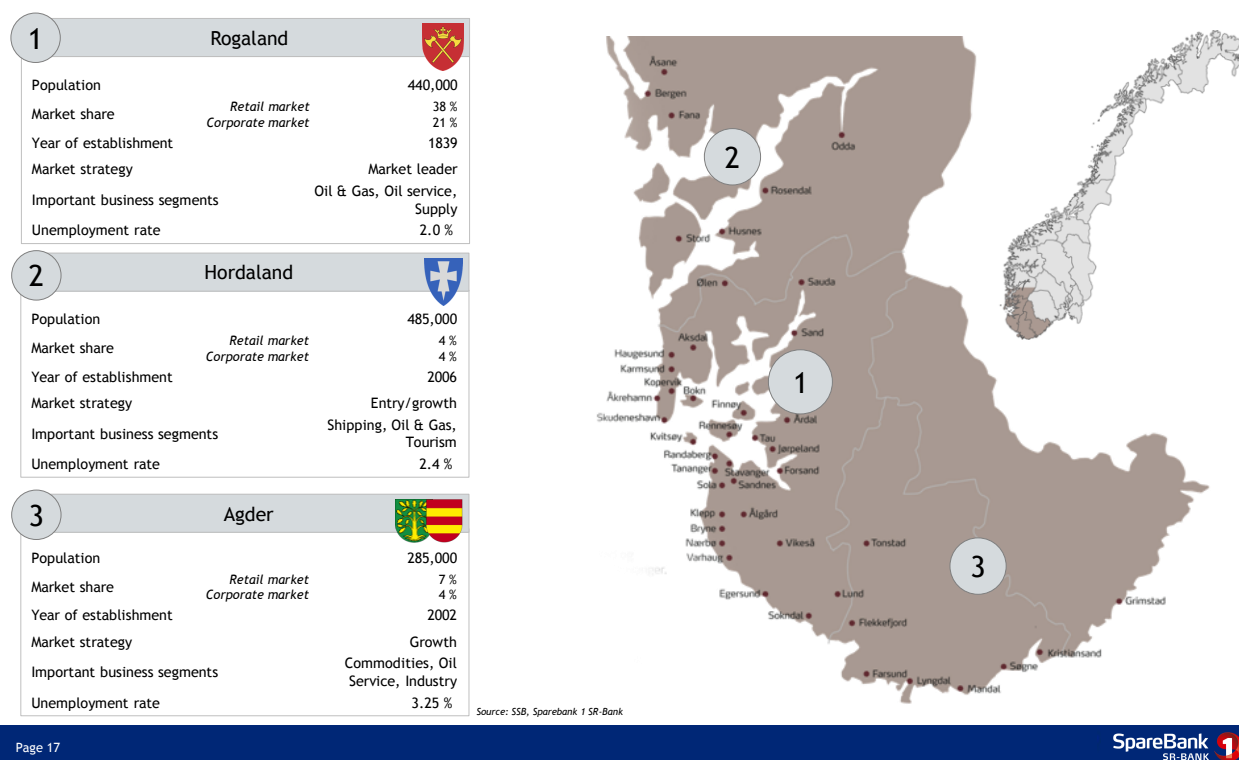 1
Rogaland
Population 440,000
Market share Retail market 38 %
Corporate market 21 %
Year of establishment 1839
Market strategy Market leader
Important business segments Oil & Gas, Oil service,
Supply
Unemployment rate 2.0 %
2
Hordaland
Population 485,000
Market share Retail market 4 %
Corporate market 4 %
Year of establishment 2006
Market strategy Entry/growth
Important business segments Shipping, Oil & Gas,
Tourism
Unemployment rate 2.4 %
3
Agder
Population 285,000
Market share Retail market 7 %
Corporate market 4 %
Year of establishment 2002
Market strategy Growth
Important business segments Commodities, Oil
Service, Industry
Unemployment rate 3.25 %
Åsane
Bergen
Fana
Odda
2
Rosendal
Husnes
Stord
Ølen
Sauda
Sand
Aksdal
Haugesund
Karmsund
Kopervik
Bokn
1
Åkrehamn
Finnøy
Skudeneshavn
Årdal
Rennesøy
Kvitsøy
Tau
Jørpeland
Randaberg
Tananger
Stavanger
Forsand
Sola
Sandnes
Klepp
Ålgård
Bryne
Nærbø
Vikeså
Tonstad
Varhaug
3
Egersund
Lund
Grimstad
Sokndal
Flekkefjord
Kristiansand
Søgne
Farsund
Lyngdal
Mandal
Source: SSB, Sparebank 1 SR-Bank
Page 17
SpareBank 1
SR-BANK